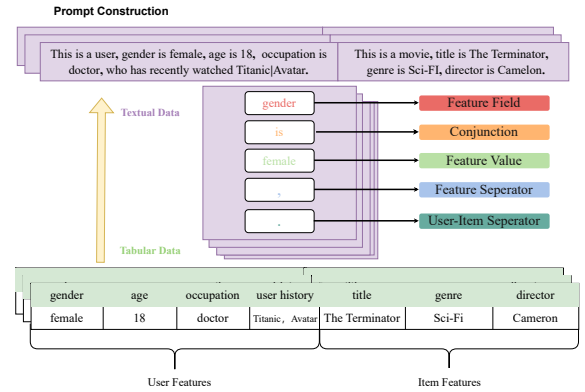 Prompt Construction
This is a user, gender is female, age is 18, occupation is
doctor, who has recently watched Titanic|Avatar.
This is a movie, title is The Terminator,
genre is Sci-FI, director is Camelon.
Textual Data
gender
Feature Field
is
Conjunction
female
Feature Value
,
Feature Seperator
.
User-Item Seperator
Tabular Data
gender age occupation user history title genre director
female 18 doctor Titanic, Avatar The Terminator Sci-Fi Cameron
User Features Item Features